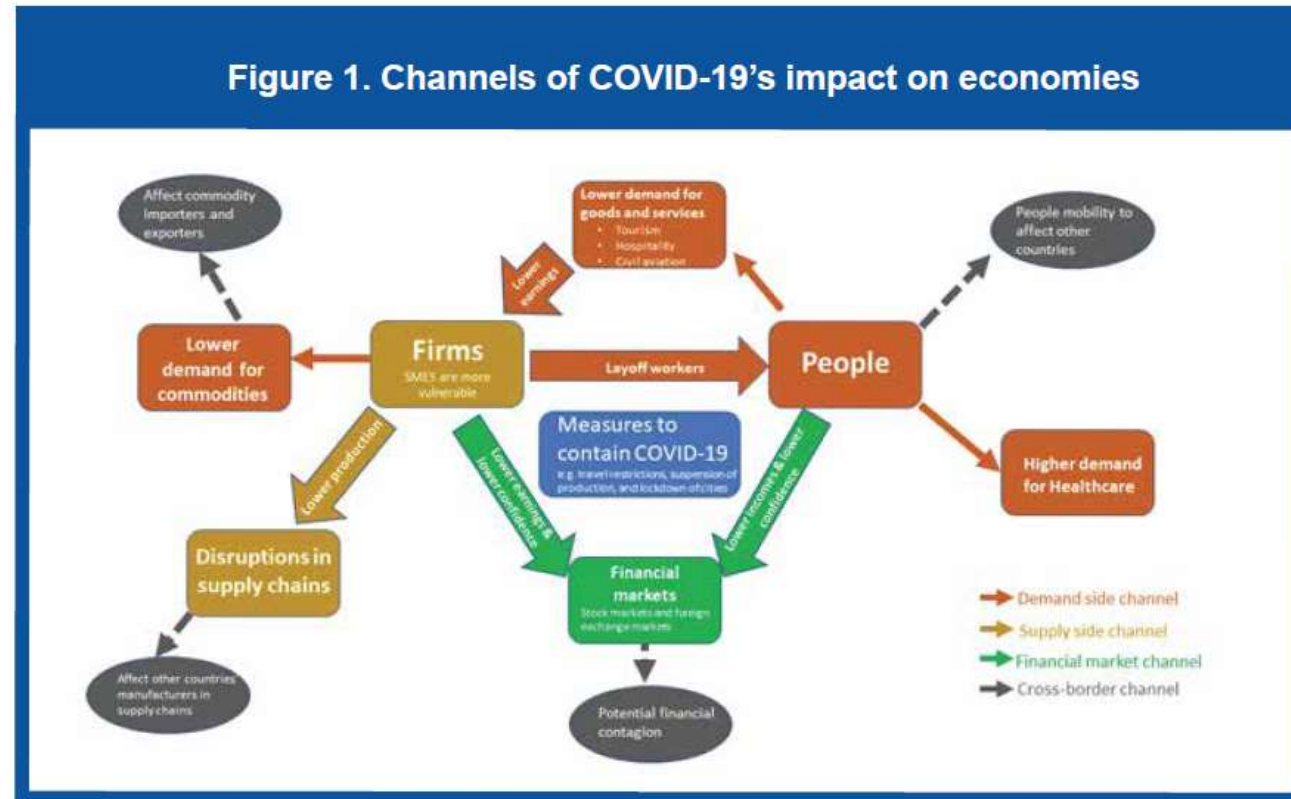 Figure 1. Channels of COVID-19's impact on economies
Affect commodity
importers and
exporters
Lower demand for
goods and services
• Tourism
• Hospitality
• Civil aviation
People mobility to
affect other
countries
Lower
earnings
Lower
demand for
commodities
Firms
SMES are more
vulnerable
Layoff workers
People
Measures to
contain COVID-19
e.g. travel restrictions, suspension of
production, and lockdown of cities
Lower production
Lower earnings &
lower confidence
Lower incomes & lower
confidence
Higher demand
for Healthcare
Disruptions in
supply chains
Financial
markets
Stock markets and foreign
exchange markets
Demand side channel
Supply side channel
Financial market channel
Cross-border channel
Affect other countries'
manufacturers in
supply chains
Potential financial
contagion